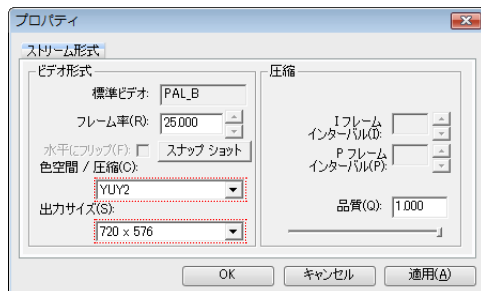 プロパティ
ストリーム形式
ビデオ形式
標準ビデオ: PAL_B
フレーム率(R): 25.000
水平にフリップ(F): スナップ ショット
色空間 / 圧縮(C):
YUY2
出力サイズ(S):
720 x 576
圧縮
I フレーム
インターバル(I):
P フレーム
インターバル(P):
品質(Q): 1.000
OK キャンセル 適用(A)